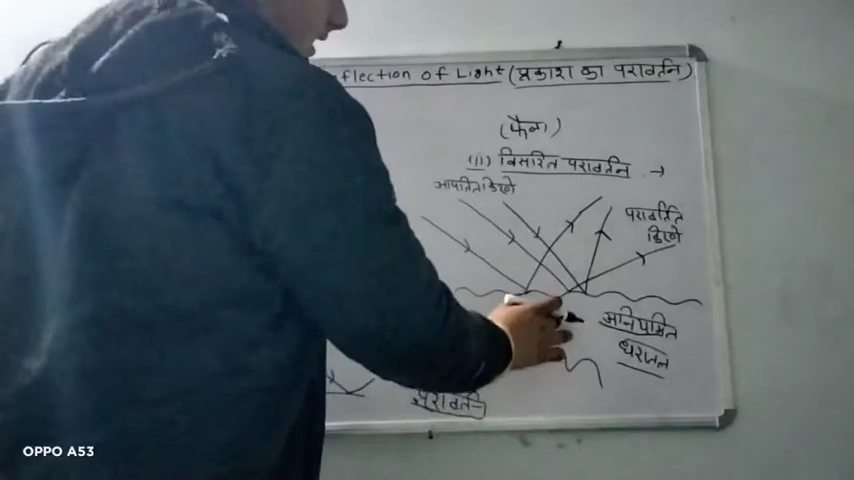 flection of Light (प्रकाश का परावर्तन)
(फैला)
(ii) विसरित परावर्तन →
आपतित किरणे
परावर्तित
किरणे
अनियमित
धरातल
परावर्तन
OPPO A53